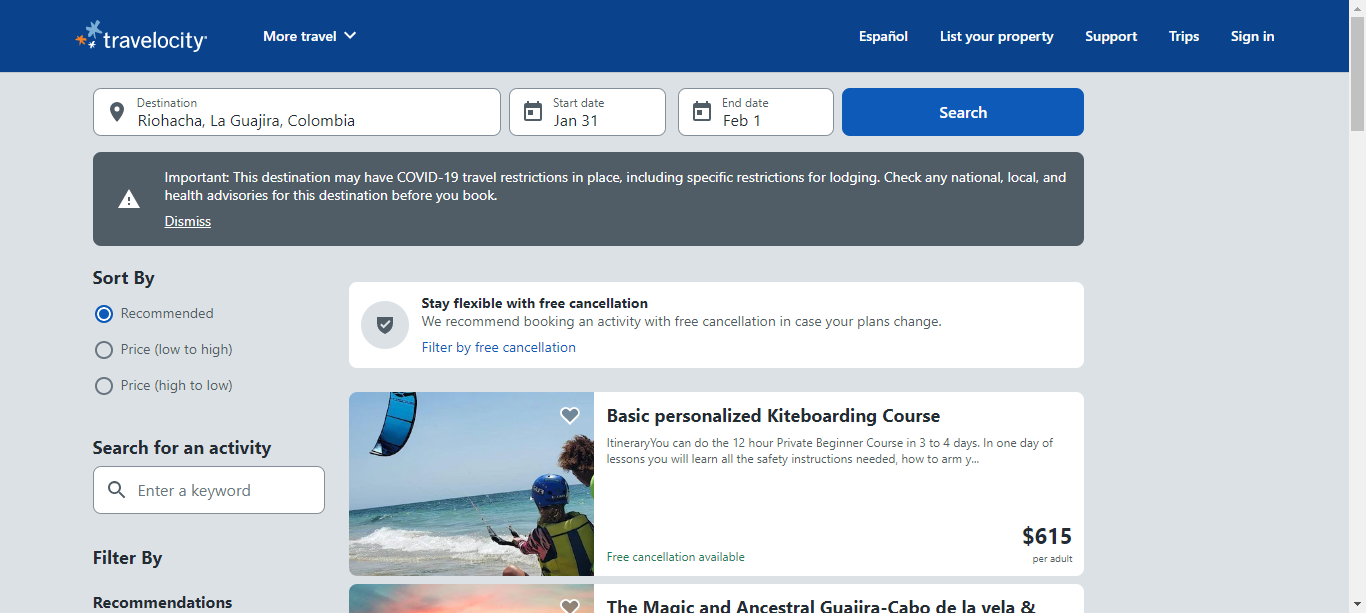 travelocity
More travel
Español
List your property
Support
Trips
Sign in
Destination
Riohacha, La Guajira, Colombia
Start date
Jan 31
End date
Feb 1
Search
Important: This destination may have COVID-19 travel restrictions in place, including specific restrictions for lodging. Check any national, local, and
health advisories for this destination before you book.
Dismiss
Sort By
Recommended
Price (low to high)
Price (high to low)
Search for an activity
Enter a keyword
Filter By
Recommendations
Stay flexible with free cancellation
We recommend booking an activity with free cancellation in case your plans change.
Filter by free cancellation
Basic personalized Kiteboarding Course
ItineraryYou can do the 12 hour Private Beginner Course in 3 to 4 days. In one day of
lessons you will learn all the safety instructions needed, how to arm y...
$615
per adult
Free cancellation available
The Magic and Ancestral Guajira-Cabo de la vela &